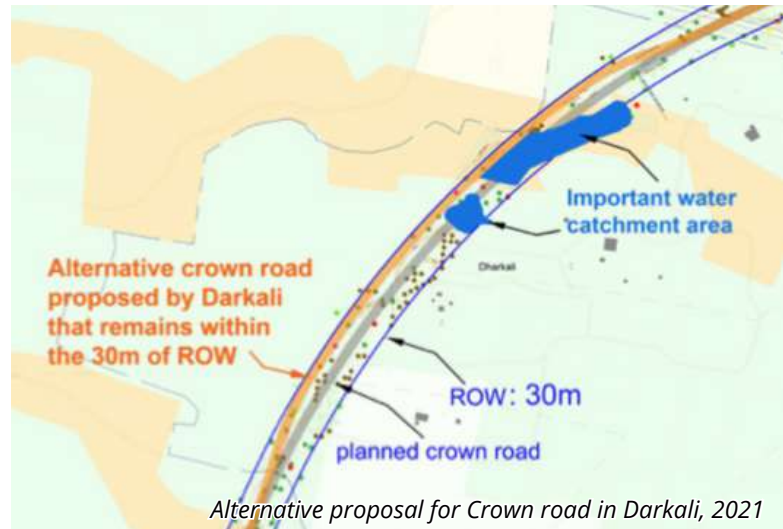 Important water
catchment area
Dharkali
Alternative crown road
proposed by Darkali
that remains within
the 30m of ROW
ROW: 30m
planned crown road
Alternative proposal for Crown road in Darkali, 2021